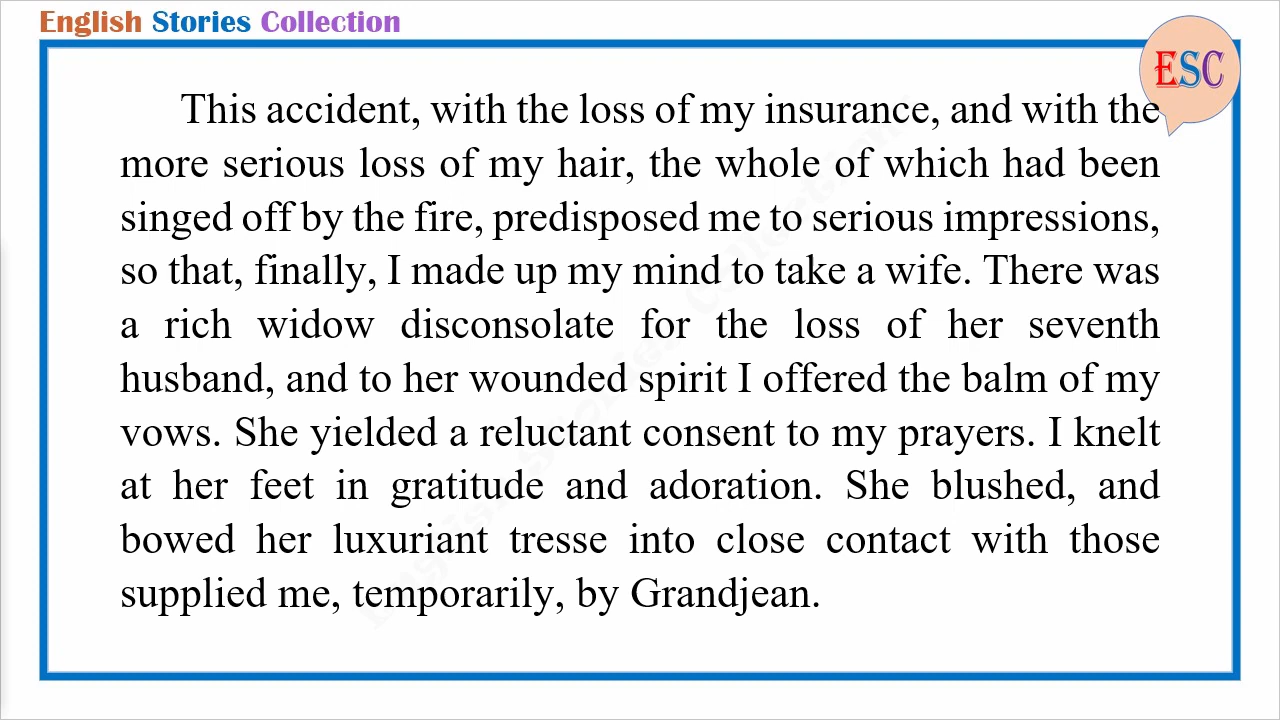 English Stories Collection
ESC
This accident, with the loss of my insurance, and with the
more serious loss of my hair, the whole of which had been
singed off by the fire, predisposed me to serious impressions,
so that, finally, I made up my mind to take a wife. There was
a rich widow disconsolate for the loss of her seventh
husband, and to her wounded spirit I offered the balm of my
vows. She yielded a reluctant consent to my prayers. I knelt
at her feet in gratitude and adoration. She blushed, and
bowed her luxuriant tresse into close contact with those
supplied me, temporarily, by Grandjean.